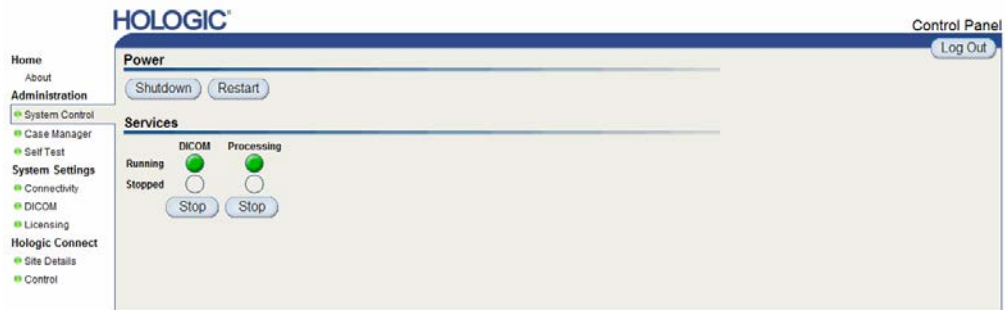 HOLOGIC®
Control Panel
Log Out
Home
About
Administration
System Control
Case Manager
Self Test
System Settings
Connectivity
DICOM
Licensing
Hologic Connect
Site Details
Control
Power
Shutdown Restart
Services
DICOM Processing
Running
Stopped
Stop Stop